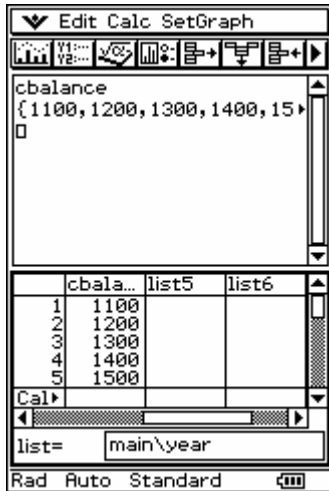 Edit Calc SetGraph
cbalance
{1100,1200,1300,1400,15
cbala… list5 list6
1 1100
2 1200
3 1300
4 1400
5 1500
Cal
list= main\year
Rad Auto Standard